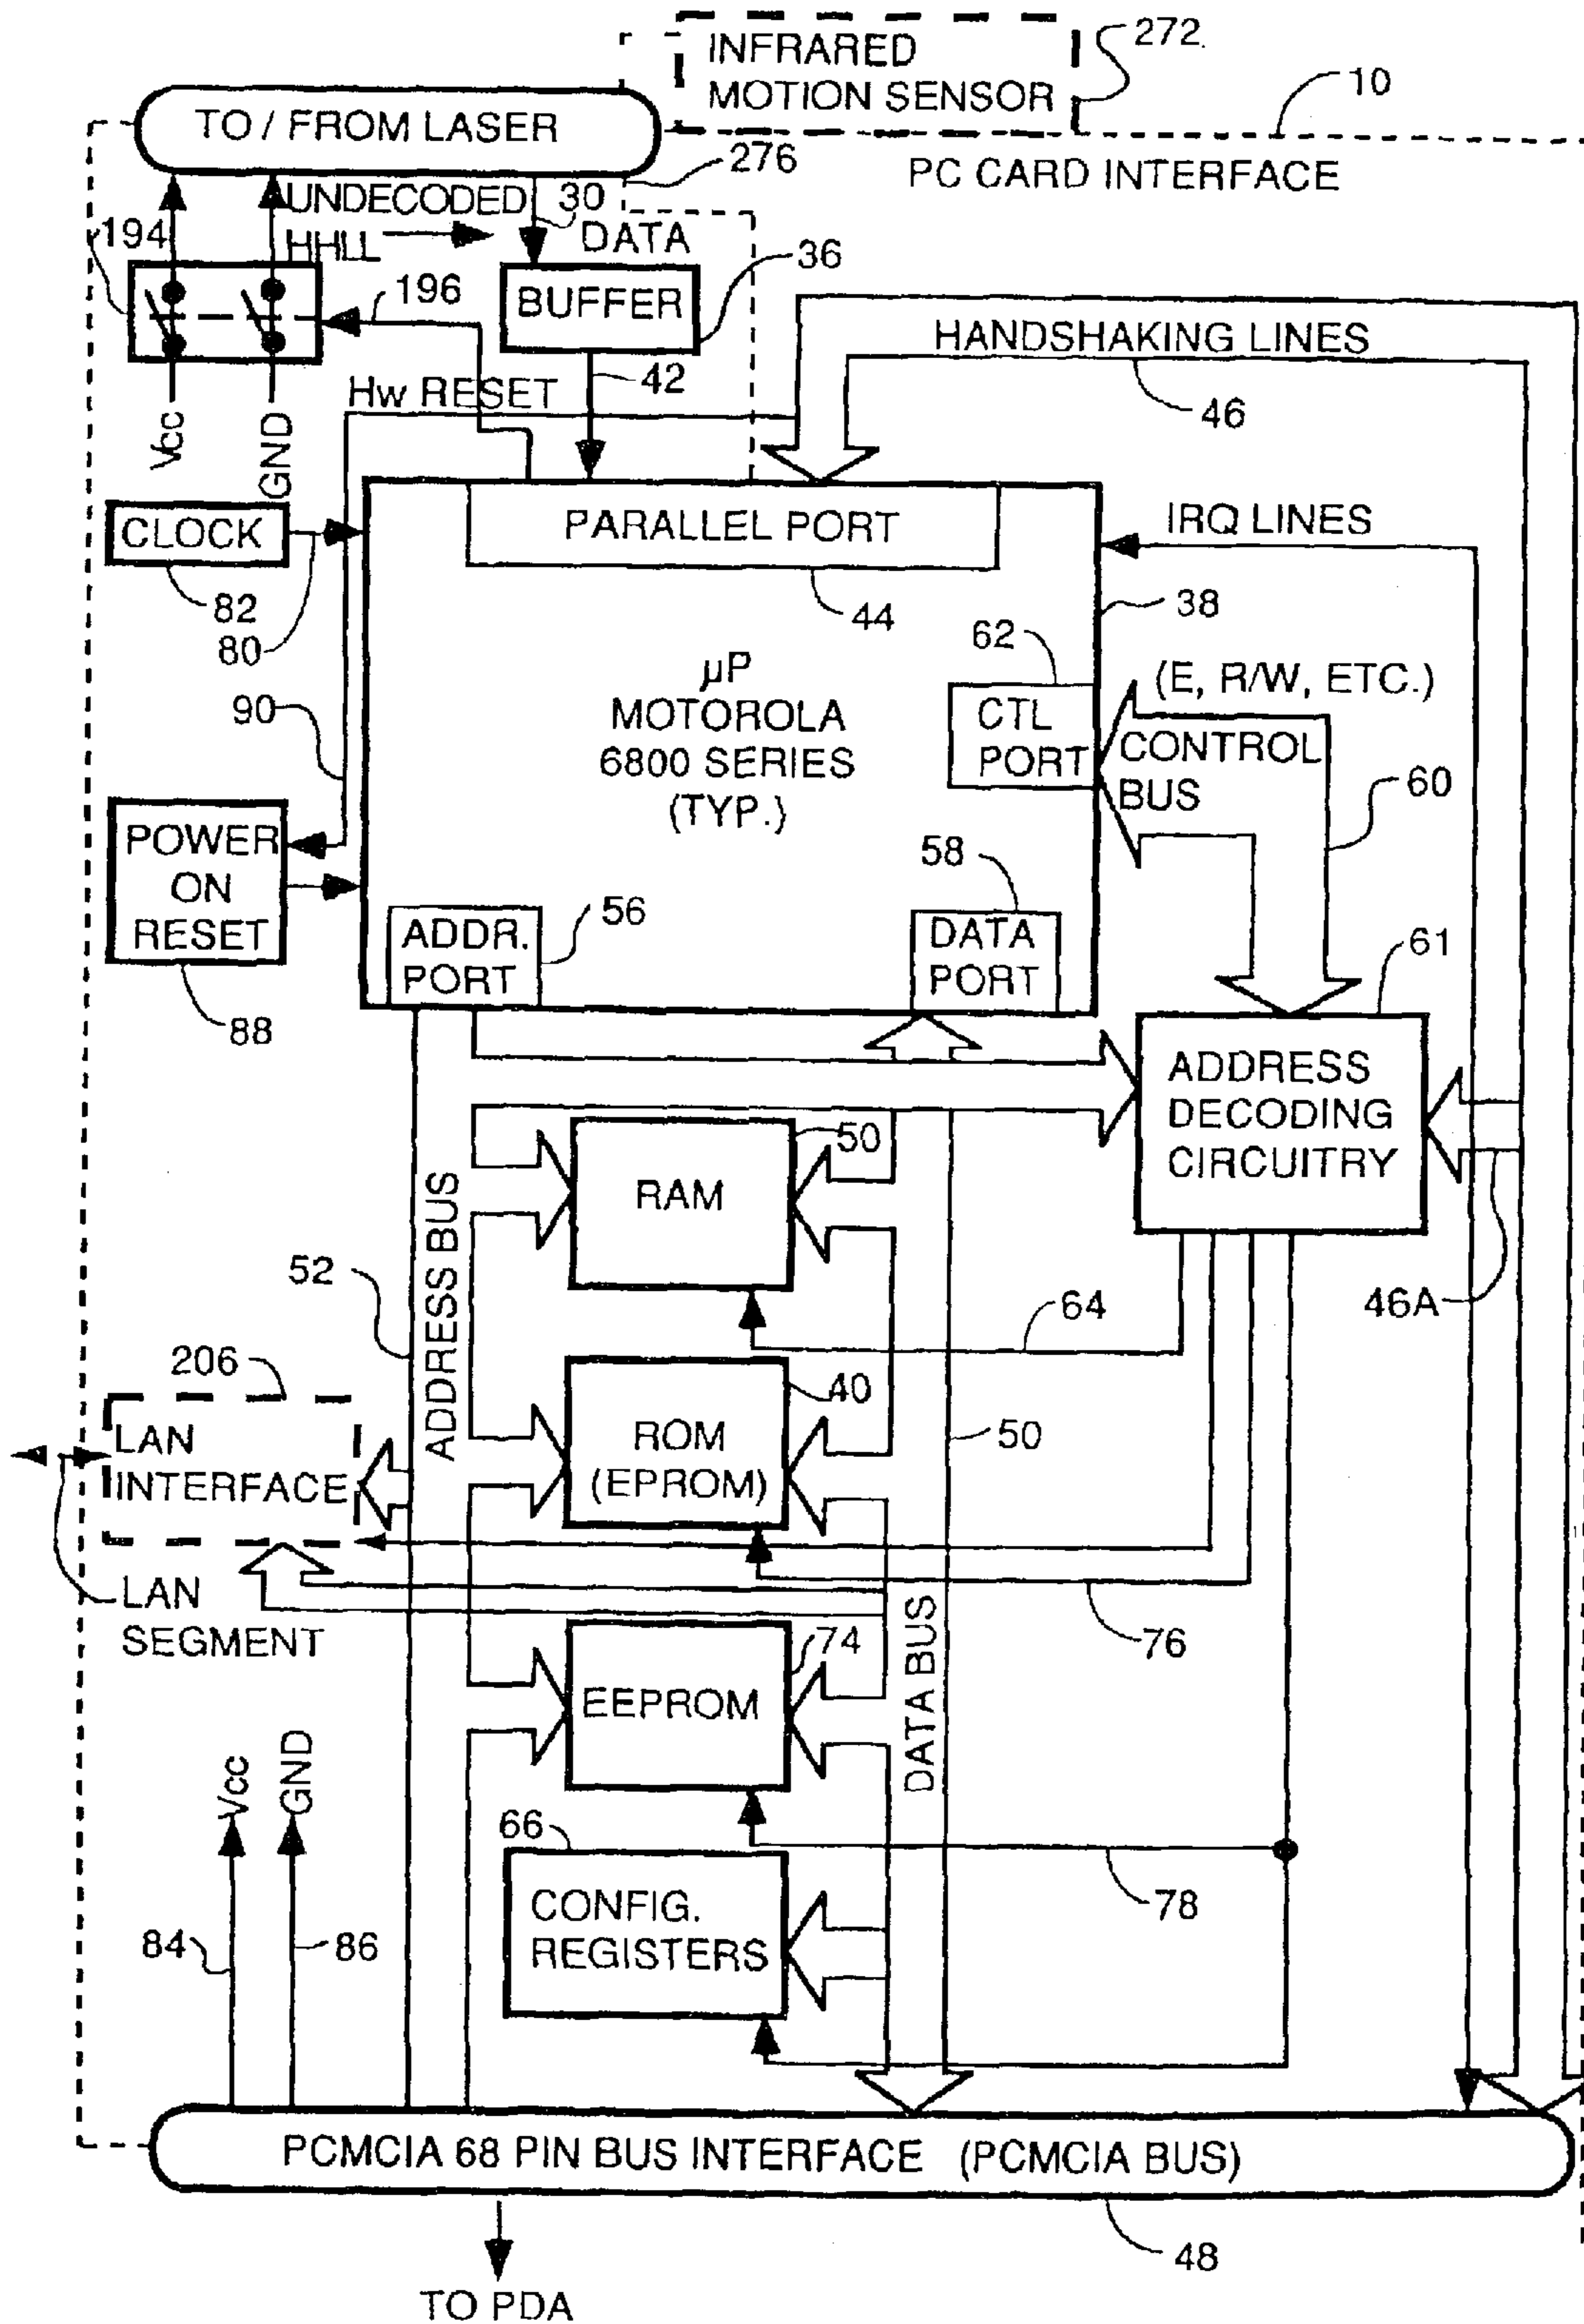 INFRARED
MOTION SENSOR
272
10
TO / FROM LASER
276
PC CARD INTERFACE
UNDECODED
30
194
HHLL
DATA
36
196
BUFFER
HANDSHAKING LINES
Hw RESET
42
46
Vcc
GND
CLOCK
PARALLEL PORT
IRQ LINES
82
44
38
80
62
µP
MOTOROLA
6800 SERIES
(TYP.)
(E, R/W, ETC.)
90
CTL
PORT
CONTROL
BUS
60
POWER
ON
RESET
58
56
ADDR.
PORT
DATA
PORT
61
88
ADDRESS
DECODING
CIRCUITRY
50
RAM
ADDRESS BUS
52
64
46A
206
40
LAN
INTERFACE
ROM
(EPROM)
50
LAN
SEGMENT
76
74
DATA BUS
EEPROM
Vcc
GND
66
78
CONFIG.
REGISTERS
84
86
PCMCIA 68 PIN BUS INTERFACE (PCMCIA BUS)
48
TO PDA